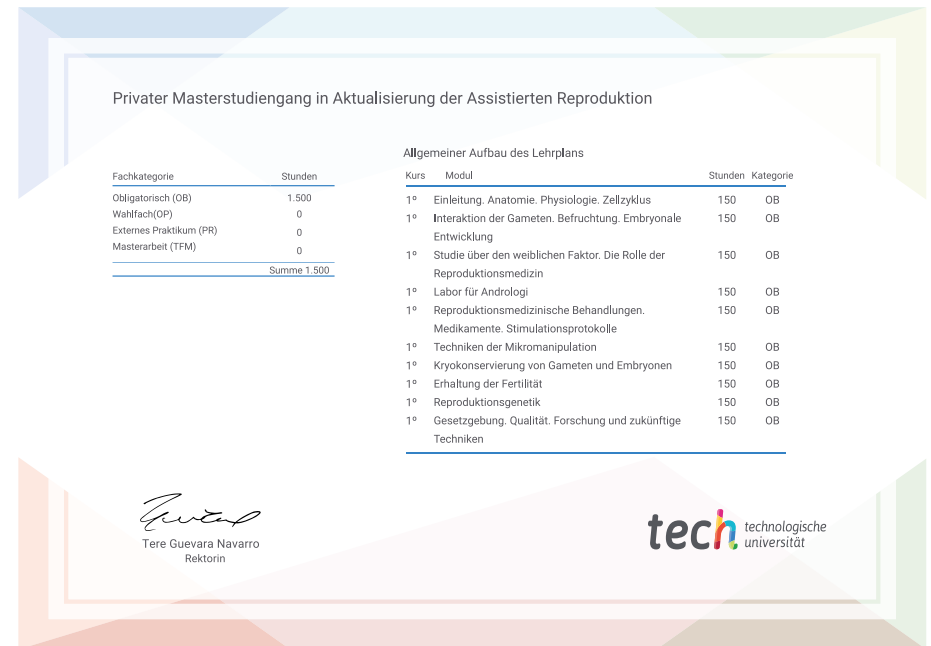 Privater Masterstudiengang in Aktualisierung der Assistierten Reproduktion
Fachkategorie Stunden
Obligatorisch (OB) 1.500
Wahlfach(OP) 0
Externes Praktikum (PR) 0
Masterarbeit (TFM) 0
Summe 1.500
Allgemeiner Aufbau des Lehrplans
Kurs Modul Stunden Kategorie
1º Einleitung. Anatomie. Physiologie. Zellzyklus 150 OB
1º Interaktion der Gameten. Befruchtung. Embryonale 150 OB
Entwicklung
1º Studie über den weiblichen Faktor. Die Rolle der 150 OB
Reproduktionsmedizin
1º Labor für Andrologi 150 OB
1º Reproduktionsmedizinische Behandlungen. 150 OB
Medikamente. Stimulationsprotokolle
1º Techniken der Mikromanipulation 150 OB
1º Kryokonservierung von Gameten und Embryonen 150 OB
1º Erhaltung der Fertilität 150 OB
1º Reproduktionsgenetik 150 OB
1º Gesetzgebung. Qualität. Forschung und zukünftige 150 OB
Techniken
Tere Guevara Navarro
Rektorin
tech technologische
universität